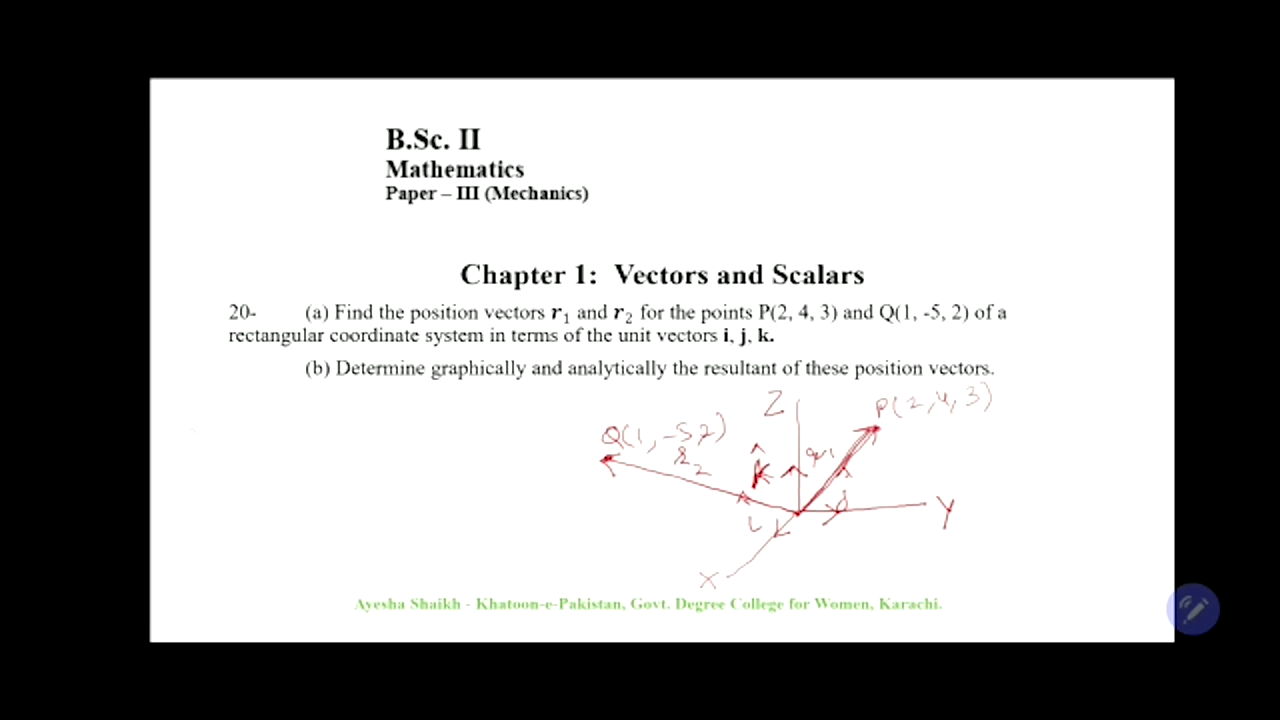 B.Sc. II
Mathematics
Paper – III (Mechanics)
Chapter 1: Vectors and Scalars
20- (a) Find the position vectors r₁ and r₂ for the points P(2, 4, 3) and Q(1, -5, 2) of a
rectangular coordinate system in terms of the unit vectors i, j, k.
(b) Determine graphically and analytically the resultant of these position vectors.
Z
P(2,4,3)
Q(1,-5,2)
r₁
r₂
k̂
j
i
Y
X
Ayesha Shaikh - Khatoon-e-Pakistan, Govt. Degree College for Women, Karachi.